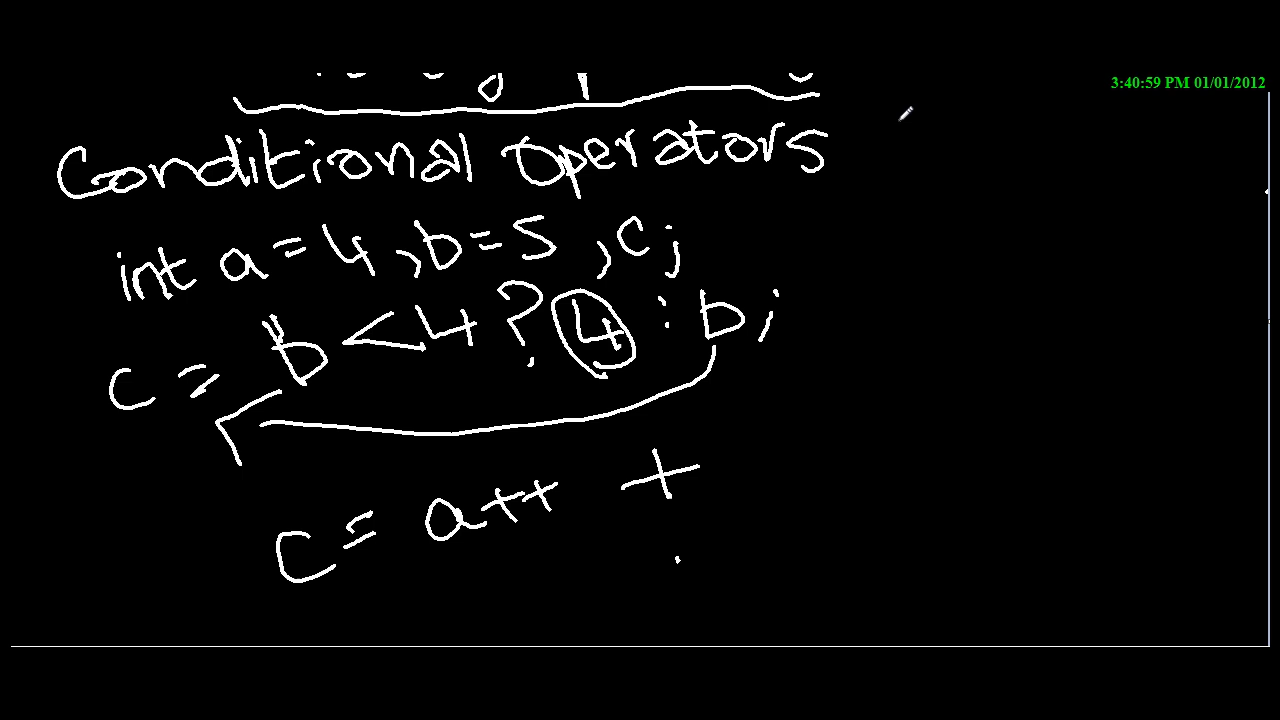 3:40:59 PM 01/01/2012
Conditional Operators
int a = 4 , b = 5 , c ;
c = b < 4 ? 4 : b ;
c = a++ +